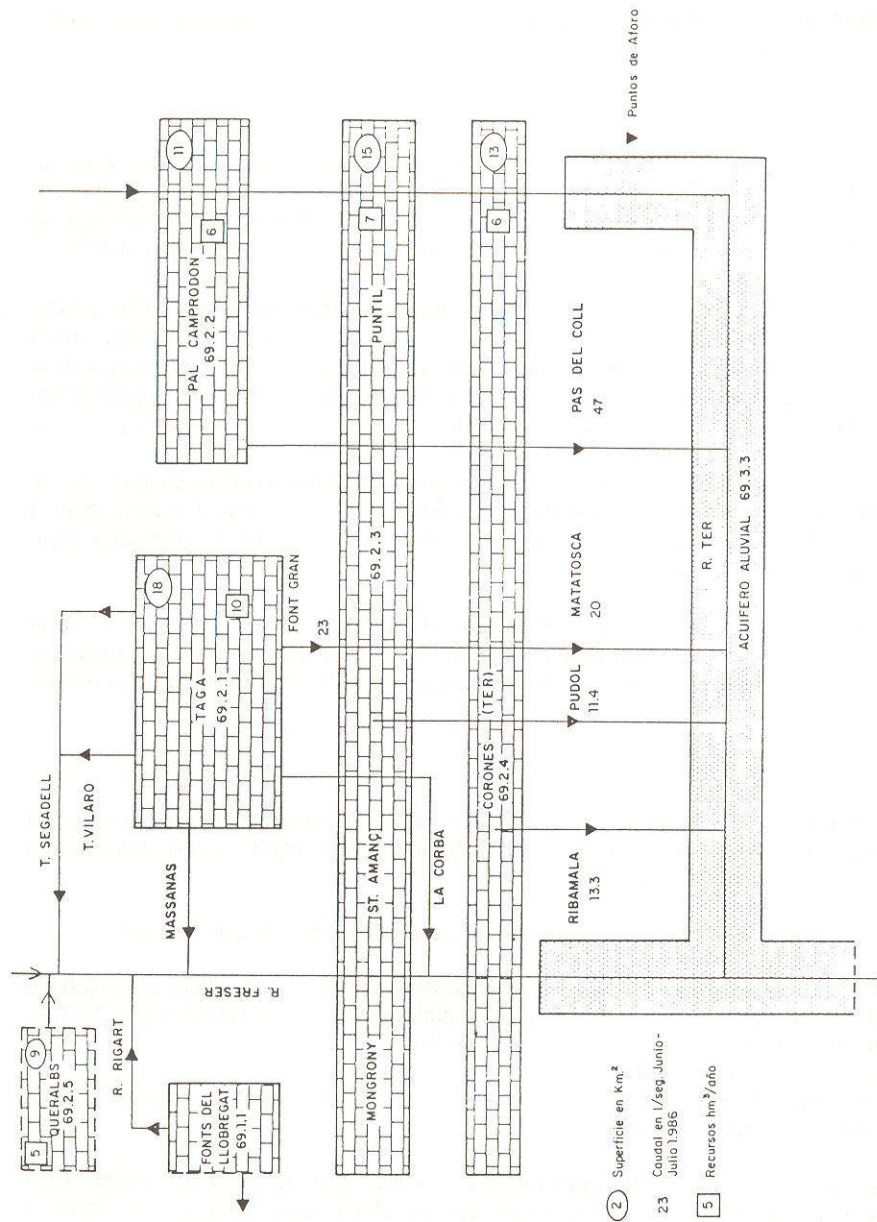 T. SEGADELL
T. VILARO
5
9
QUERALBS
69.2.5
R. RIGART
FONTS DEL
LLOBREGAT
69.1.1
MASSANAS
R. FRESER
TAGA
69.2.1
18
10
FONT GRAN
23
PAL CAMPRODON
69.2.2
11
6
MONGRONY
ST. AMANÇ
69.2.3
PUNTIL
7
15
LA CORBA
CORONES (TER)
69.2.4
6
13
RIBAMALA
13.3
PUDOL
11.4
MATATOSCA
20
PAS DEL COLL
47
R. TER
ACUIFERO ALUVIAL 69.3.3
Puntos de Aforo
2 Superficie en Km.²
23 Caudal en l/seg. Junio-
Julio 1.986
5 Recursos hm³/año